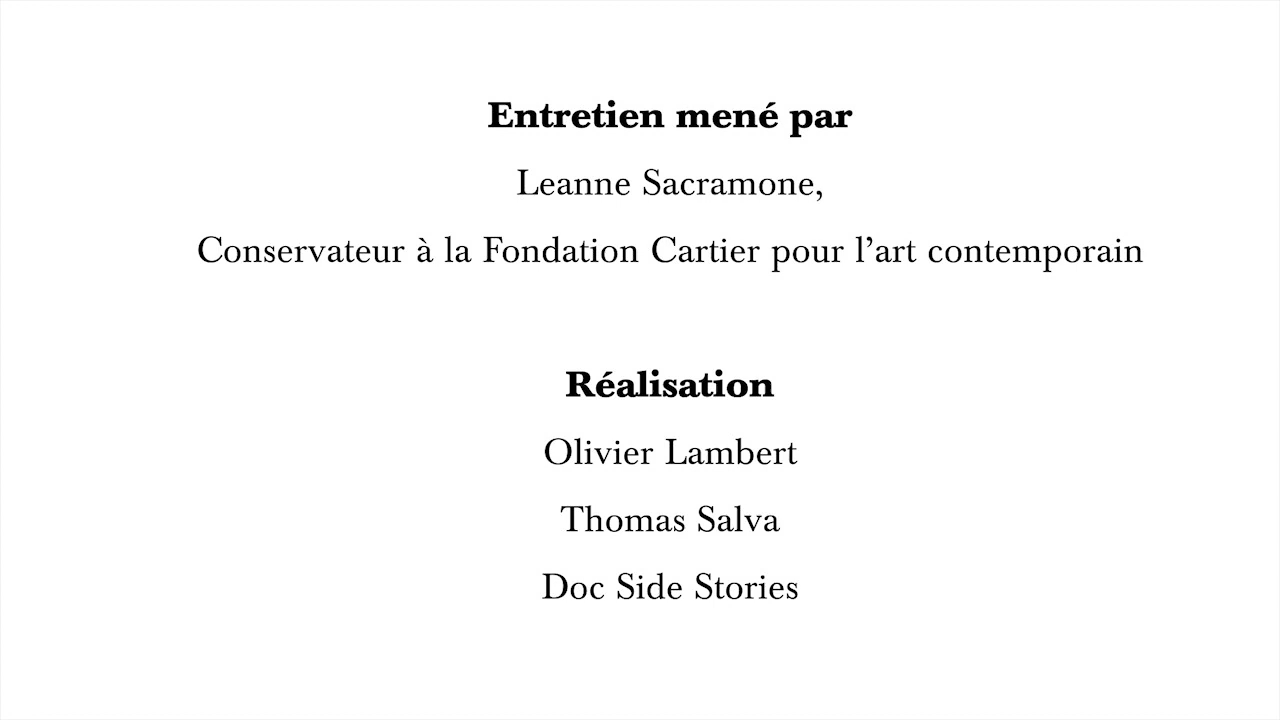 Entretien mené par
Leanne Sacramone,
Conservateur à la Fondation Cartier pour l’art contemporain
Réalisation
Olivier Lambert
Thomas Salva
Doc Side Stories